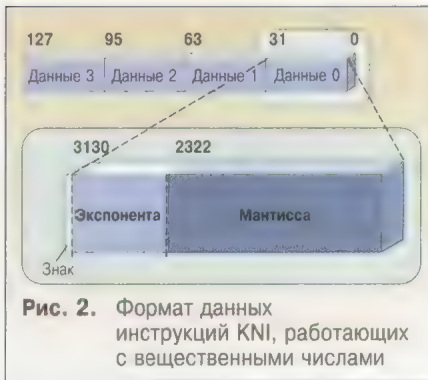 127 95 63 31 0
Данные 3 Данные 2 Данные 1 Данные 0
3130 2322
Экспонента Мантисса
Знак
Рис. 2. Формат данных
инструкций KNI, работающих
с вещественными числами